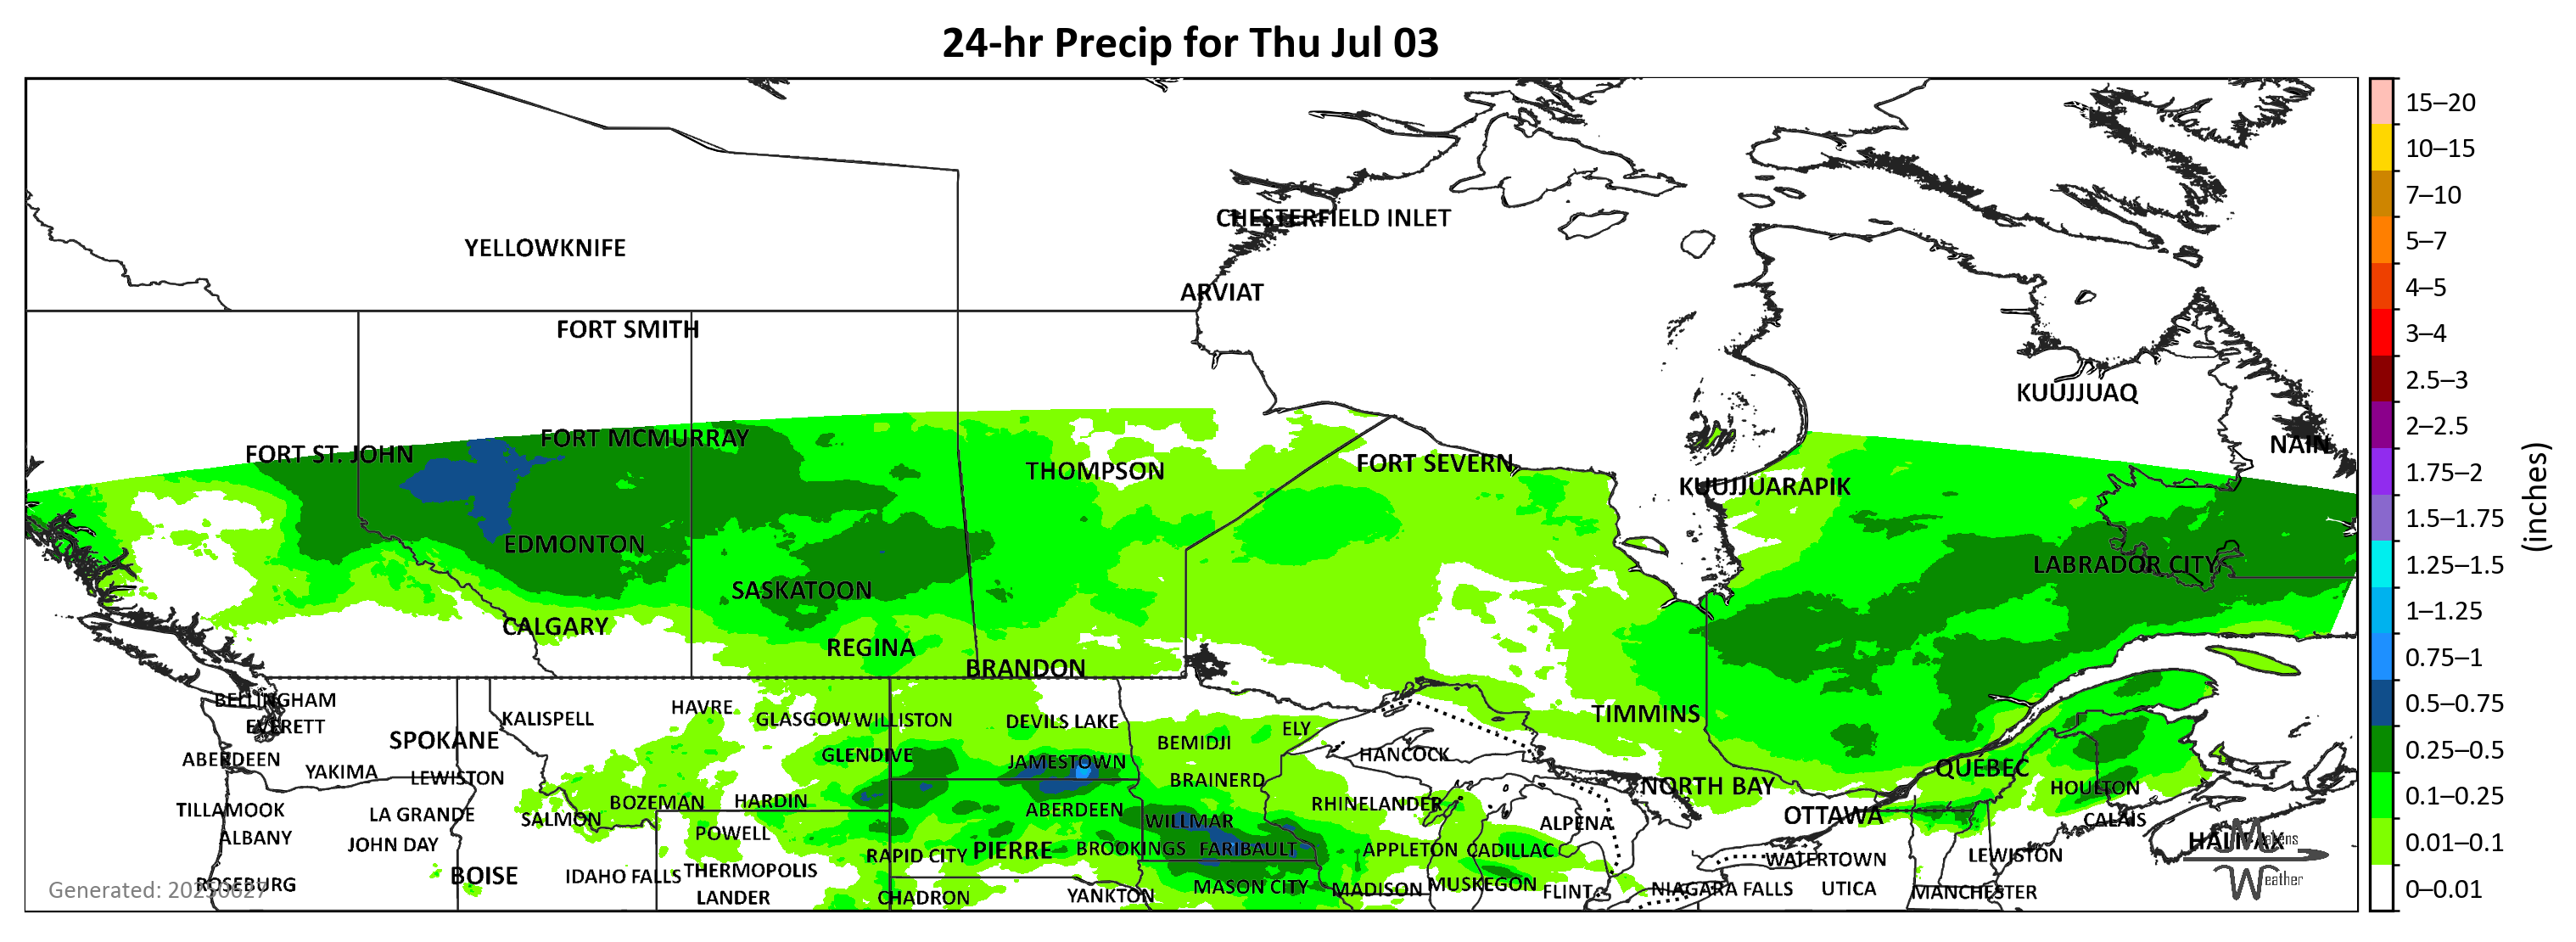 24-hr Precip for Thu Jul 03
CHESTERFIELD INLET
YELLOWKNIFE
ARVIAT
FORT SMITH
KUUJJUAQ
FORT MCMURRAY
NAIN
FORT ST. JOHN
FORT SEVERN
THOMPSON
KUUJJUARAPIK
EDMONTON
LABRADOR CITY
SASKATOON
CALGARY
REGINA
BRANDON
BELLINGHAM
HAVRE
TIMMINS
KALISPELL
GLASGOW WILLISTON
DEVILS LAKE
EVERETT
ELY
SPOKANE
BEMIDJI
GLENDIVE
HANCOCK
ABERDEEN
JAMESTOWN
QUÉBEC
YAKIMA
LEWISTON
BRAINERD
NORTH BAY
HOULTON
BOZEMAN
HARDIN
RHINELANDER
TILLAMOOK
LA GRANDE
ABERDEEN
OTTAWA
SALMON
WILLMAR
CALAIS
ALPENA
ALBANY
POWELL
HALIFAX
JOHN DAY
RAPID CITY
PIERRE
BROOKINGS
FARIBAULT
APPLETON
CADILLAC
WATERTOWN
LEWISTON
BOISE
IDAHO FALLS
THERMOPOLIS
ROSEBURG
MASON CITY
MADISON
MUSKEGON
FLINT
NIAGARA FALLS
UTICA
MANCHESTER
LANDER
CHADRON
YANKTON
Generated: 20250627
Makens
Weather
15–20
10–15
7–10
5–7
4–5
3–4
2.5–3
2–2.5
1.75–2
1.5–1.75
1.25–1.5
1–1.25
0.75–1
0.5–0.75
0.25–0.5
0.1–0.25
0.01–0.1
0–0.01
(inches)